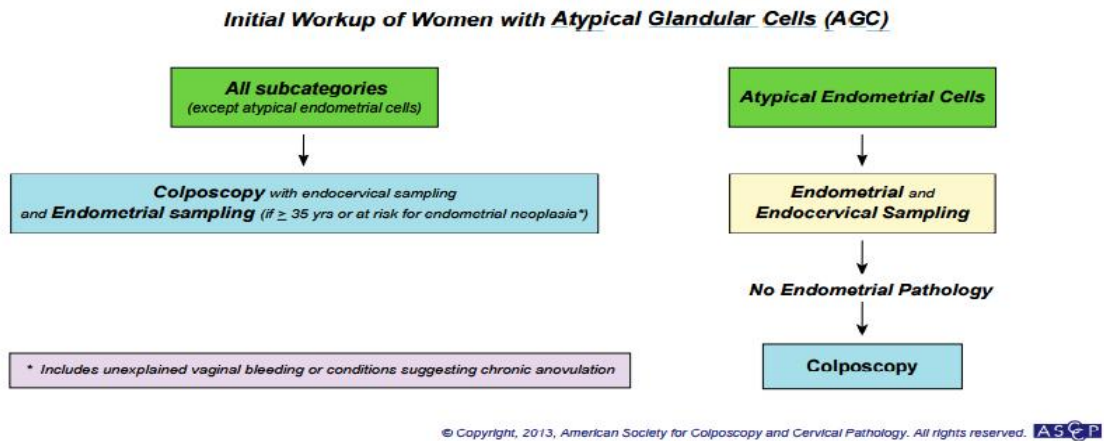 Initial Workup of Women with Atypical Glandular Cells (AGC)
All subcategories
(except atypical endometrial cells)
Colposcopy with endocervical sampling
and Endometrial sampling (if ≥ 35 yrs or at risk for endometrial neoplasia*)
* Includes unexplained vaginal bleeding or conditions suggesting chronic anovulation
Atypical Endometrial Cells
Endometrial and
Endocervical Sampling
No Endometrial Pathology
Colposcopy
© Copyright, 2013, American Society for Colposcopy and Cervical Pathology. All rights reserved. ASCCP